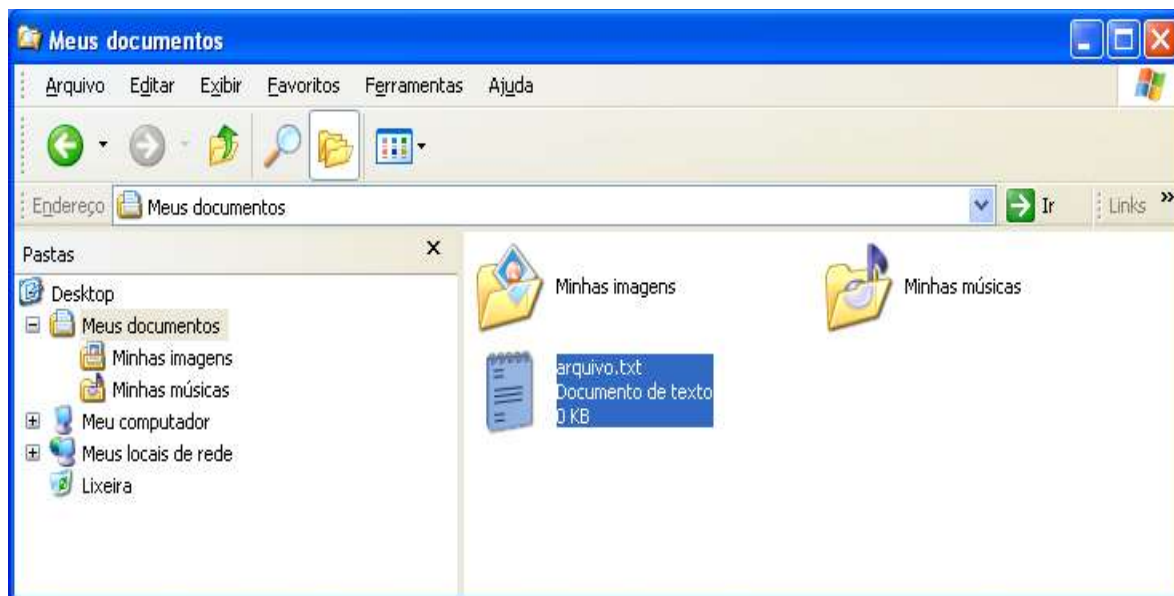 Meus documentos
Arquivo Editar Exibir Favoritos Ferramentas Ajuda
Endereço Meus documentos Ir Links »
Pastas X
Desktop
Meus documentos
Minhas imagens
Minhas músicas
Meu computador
Meus locais de rede
Lixeira
Minhas imagens
Minhas músicas
arquivo.txt
Documento de texto
0 KB